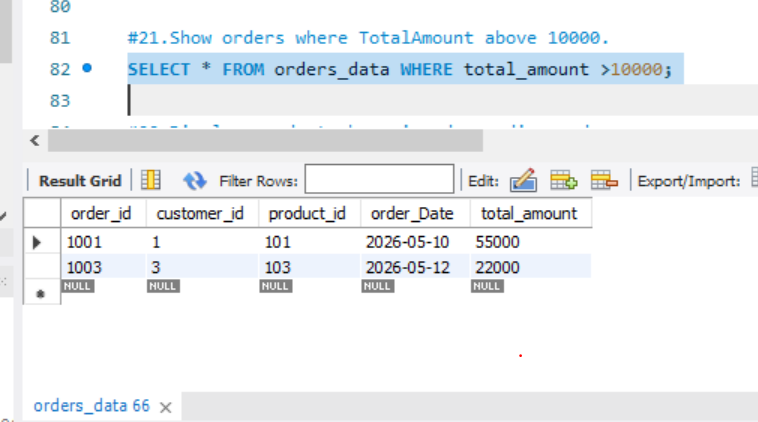 80
81 #21.Show orders where TotalAmount above 10000.
82 SELECT * FROM orders_data WHERE total_amount >10000;
83
Result Grid Filter Rows: Edit: Export/Import:
order_id customer_id product_id order_Date total_amount
1001 1 101 2026-05-10 55000
1003 3 103 2026-05-12 22000
NULL NULL NULL NULL NULL
orders_data 66